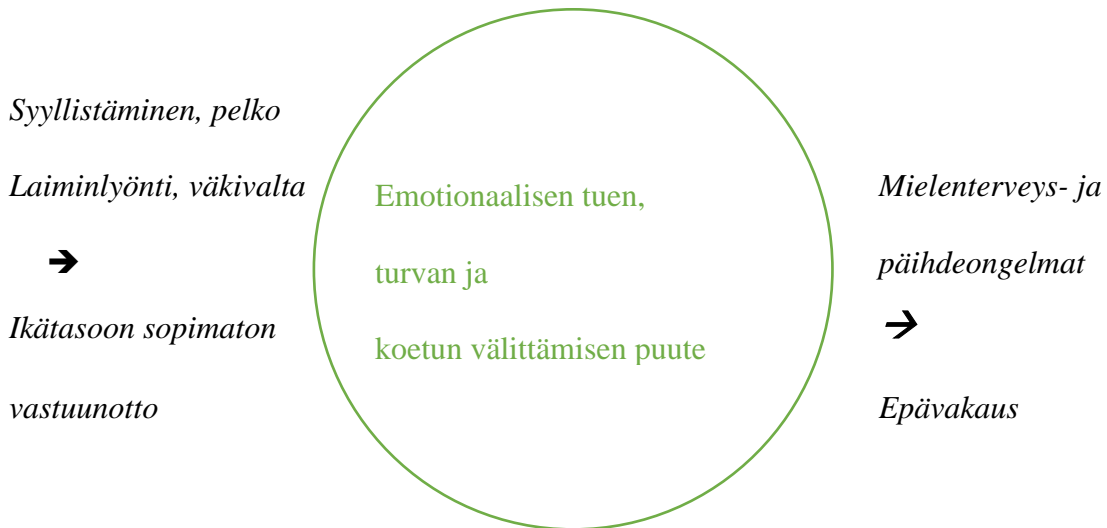 Syyllistäminen, pelko
Laiminlyönti, väkivalta
➔
Ikätasoon sopimaton
vastuunotto
Emotionaalisen tuen,
turvan ja
koetun välittämisen puute
Mielenterveys- ja
päihdeongelmat
→
Epävakaus